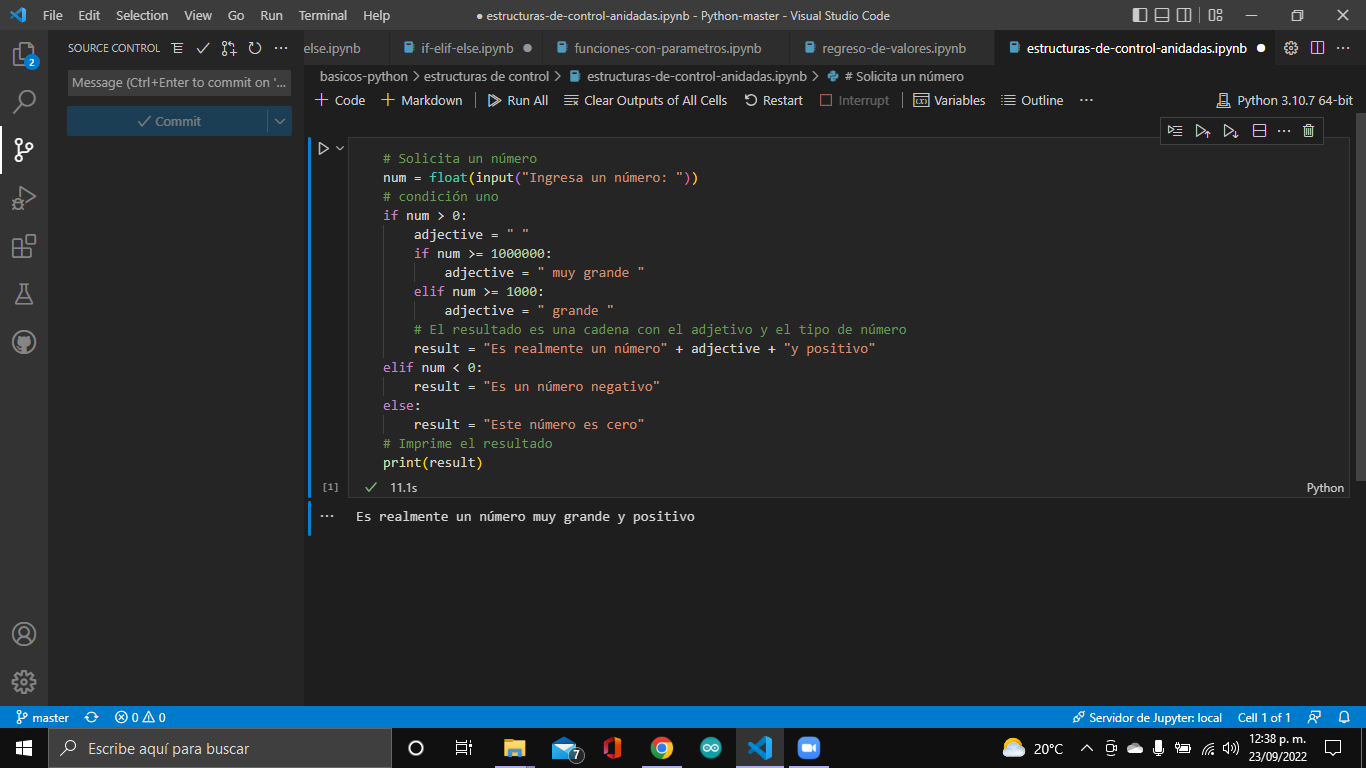 File Edit Selection View Go Run Terminal Help
● estructuras-de-control-anidadas.ipynb - Python-master - Visual Studio Code
SOURCE CONTROL
else.ipynb
if-elif-else.ipynb
funciones-con-parametros.ipynb
regreso-de-valores.ipynb
estructuras-de-control-anidadas.ipynb
basicos-python > estructuras de control > estructuras-de-control-anidadas.ipynb > # Solicita un número
2
Message (Ctrl+Enter to commit on '...
Commit
+ Code + Markdown Run All Clear Outputs of All Cells Restart Interrupt Variables Outline ...
Python 3.10.7 64-bit
# Solicita un número
num = float(input("Ingresa un número: "))
# condición uno
if num > 0:
    adjective = " "
    if num >= 1000000:
        adjective = " muy grande "
    elif num >= 1000:
        adjective = " grande "
    # El resultado es una cadena con el adjetivo y el tipo de número
    result = "Es realmente un número" + adjective + "y positivo"
elif num < 0:
    result = "Es un número negativo"
else:
    result = "Este número es cero"
# Imprime el resultado
print(result)
[1] 11.1s
Python
Es realmente un número muy grande y positivo
master 0 0
Servidor de Jupyter: local Cell 1 of 1
Escribe aquí para buscar
7
20°C
12:38 p. m.
23/09/2022